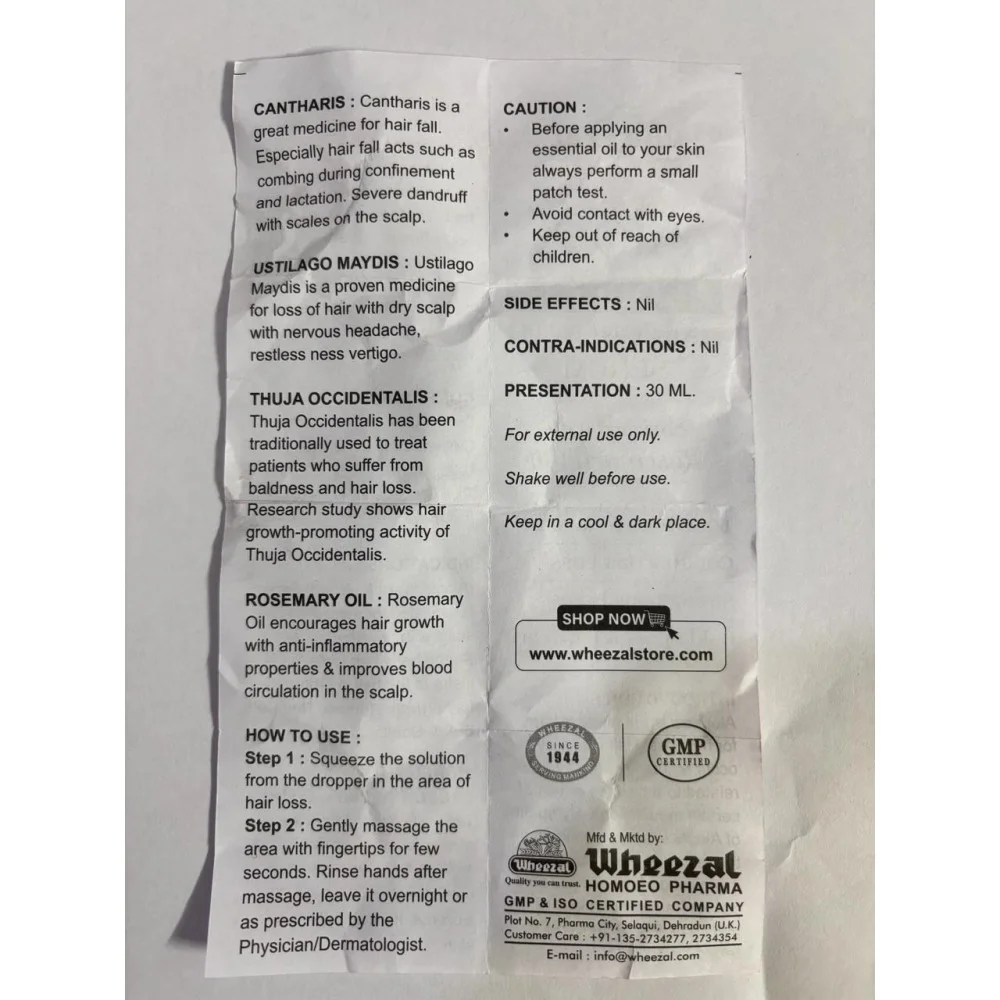 CANTHARIS : Cantharis is a
great medicine for hair fall.
Especially hair fall acts such as
combing during confinement
and lactation. Severe dandruff
with scales on the scalp.
USTILAGO MAYDIS : Ustilago
Maydis is a proven medicine
for loss of hair with dry scalp
with nervous headache,
restless ness vertigo.
THUJA OCCIDENTALIS :
Thuja Occidentalis has been
traditionally used to treat
patients who suffer from
baldness and hair loss.
Research study shows hair
growth-promoting activity of
Thuja Occidentalis.
ROSEMARY OIL : Rosemary
Oil encourages hair growth
with anti-inflammatory
properties & improves blood
circulation in the scalp.
HOW TO USE :
Step 1 : Squeeze the solution
from the dropper in the area of
hair loss.
Step 2 : Gently massage the
area with fingertips for few
seconds. Rinse hands after
massage, leave it overnight or
as prescribed by the
Physician/Dermatologist.
CAUTION :
• Before applying an
essential oil to your skin
always perform a small
patch test.
• Avoid contact with eyes.
• Keep out of reach of
children.
SIDE EFFECTS : Nil
CONTRA-INDICATIONS : Nil
PRESENTATION : 30 ML.
For external use only.
Shake well before use.
Keep in a cool & dark place.
SHOP NOW
www.wheezalstore.com
WHEEZAL
SINCE
1944
SERVING MANKIND
GMP
CERTIFIED
Wheezal
Quality you can trust.
Mfd & Mktd by:
Wheezal
HOMOEO PHARMA
GMP & ISO CERTIFIED COMPANY
Plot No. 7, Pharma City, Selaqui, Dehradun (U.K.)
Customer Care : +91-135-2734277, 2734354
E-mail : info@wheezal.com